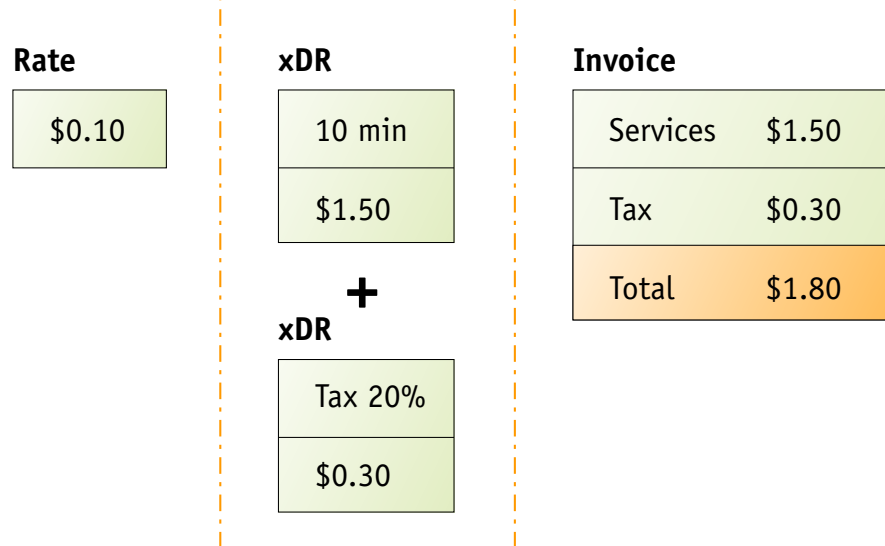 Rate
$0.10
xDR
10 min
$1.50
+
xDR
Tax 20%
$0.30
Invoice
Services $1.50
Tax $0.30
Total $1.80